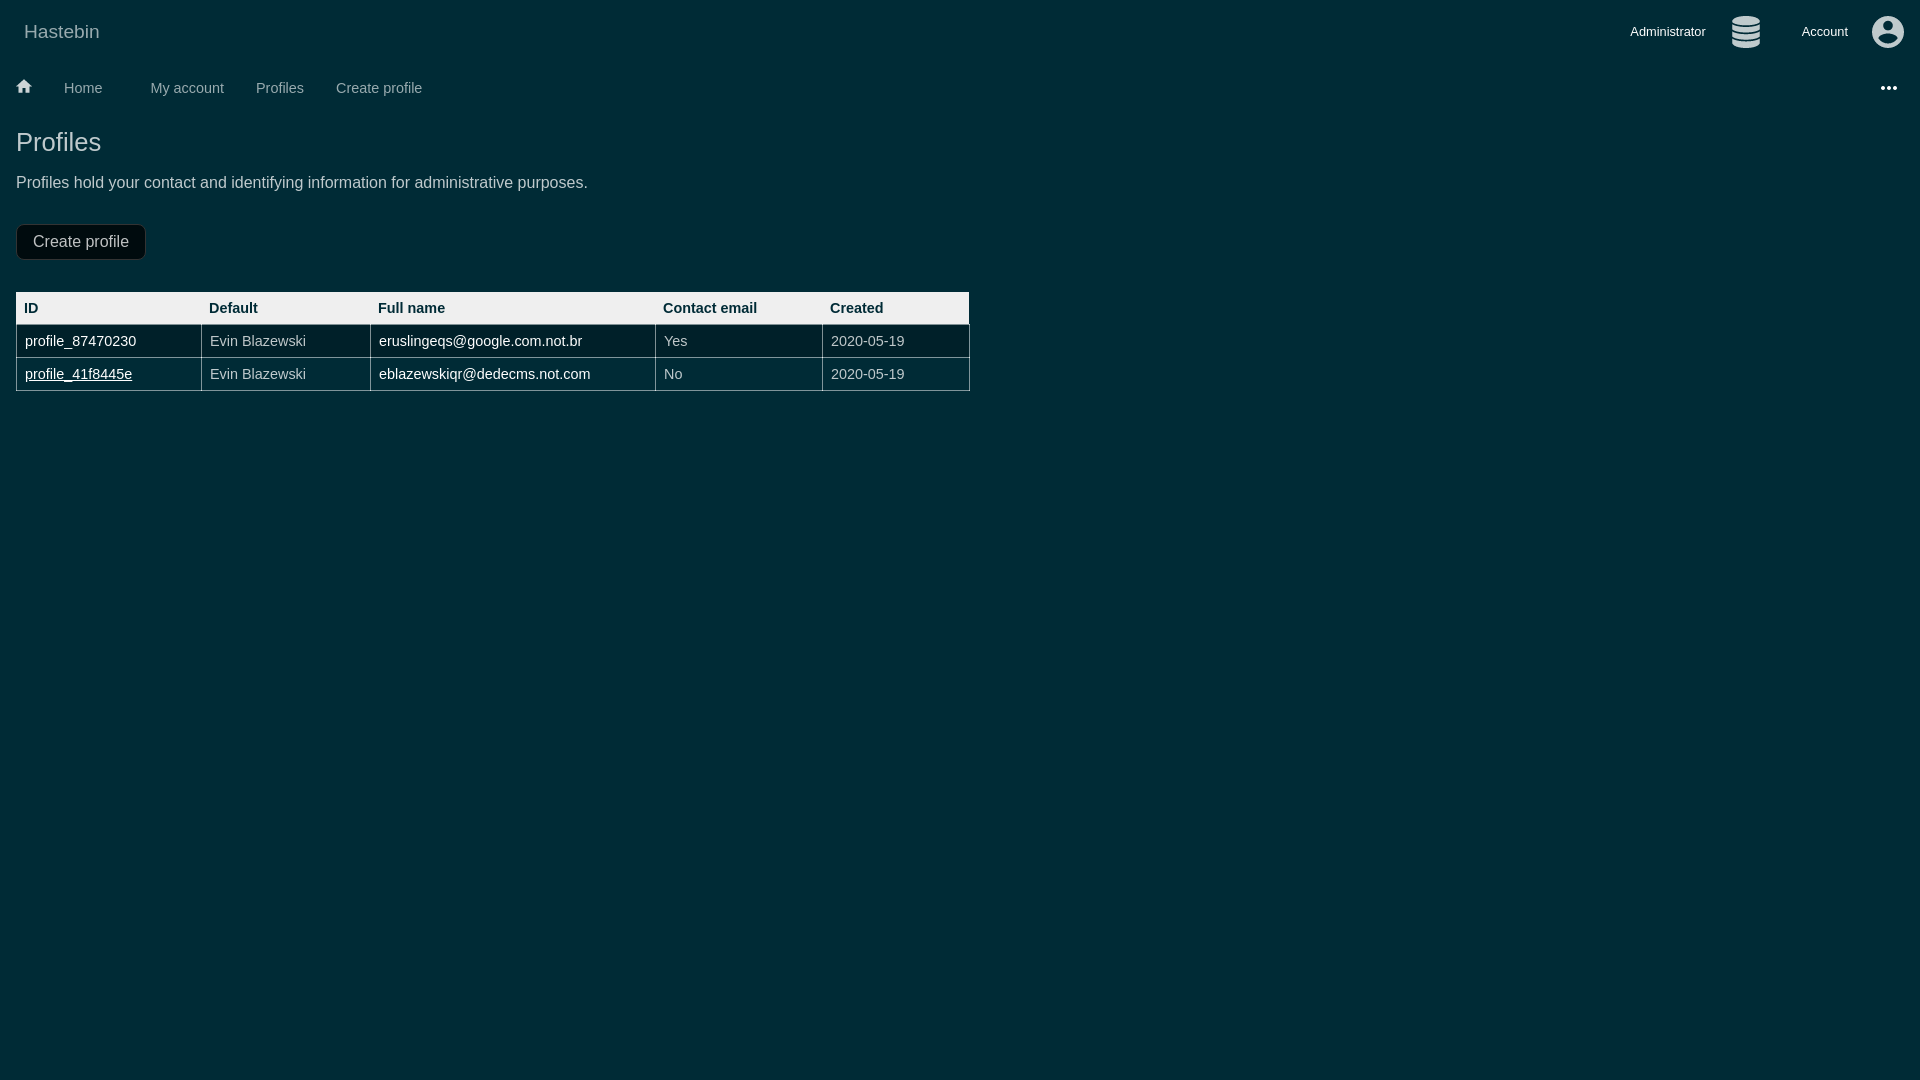 Hastebin
Administrator
Account
Home
My account
Profiles
Create profile
Profiles
Profiles hold your contact and identifying information for administrative purposes.
Create profile
ID Default Full name Contact email Created
profile_87470230 Evin Blazewski eruslingeqs@google.com.not.br Yes 2020-05-19
profile_41f8445e Evin Blazewski eblazewskiqr@dedecms.not.com No 2020-05-19